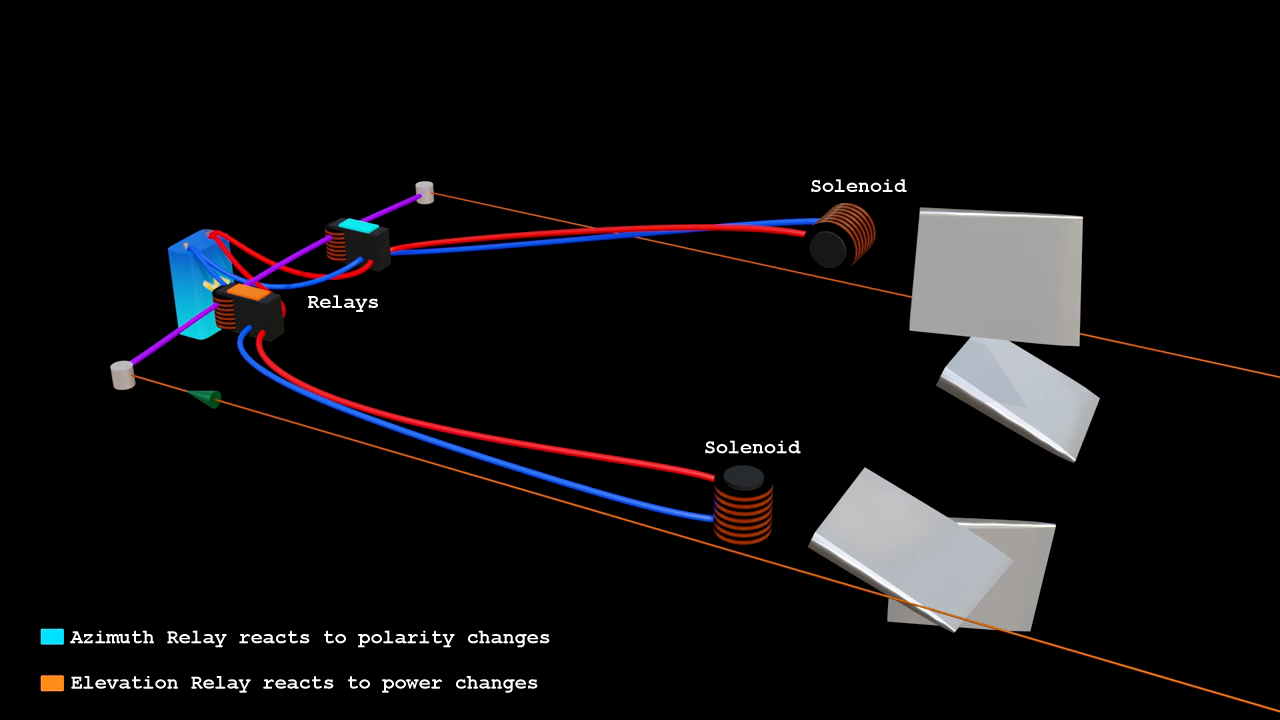 Solenoid
Relays
Solenoid
Azimuth Relay reacts to polarity changes
Elevation Relay reacts to power changes